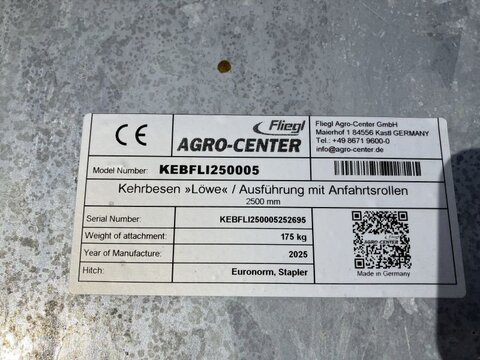 CE
Fliegl
AGRO-CENTER
Fliegl Agro-Center GmbH
Maierhof 1 84556 Kastl GERMANY
Tel.: +49 8671 9600-0
info@agro-center.de
Model Number: KEBFLI250005
Kehrbesen »Löwe« / Ausführung mit Anfahrtsrollen
2500 mm
Serial Number: KEBFLI250005252695
Weight of attachment: 175 kg
Year of Manufacture: 2025
Hitch: Euronorm, Stapler
AGRO-CENTER
Made in Germany